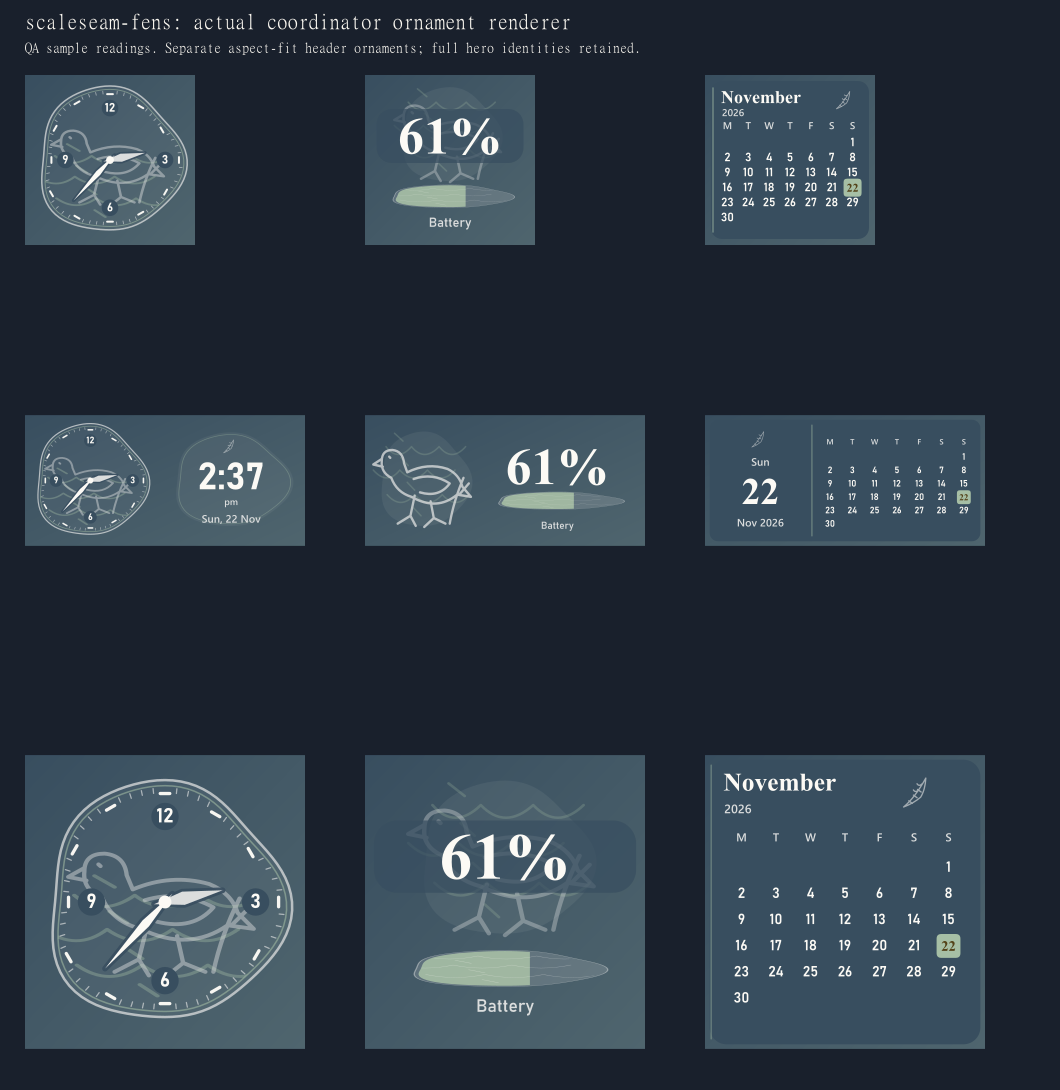 scaleseam-fens: actual coordinator ornament renderer
QA sample readings. Separate aspect-fit header ornaments; full hero identities retained.
12
9 3
6
61%
Battery
November
2026
M T W T F S S
1
2 3 4 5 6 7 8
9 10 11 12 13 14 15
16 17 18 19 20 21 22
23 24 25 26 27 28 29
30
12
9 3
6
2:37
pm
Sun, 22 Nov
61%
Battery
Sun
22
Nov 2026
M T W T F S S
1
2 3 4 5 6 7 8
9 10 11 12 13 14 15
16 17 18 19 20 21 22
23 24 25 26 27 28 29
30
12
9 3
6
61%
Battery
November
2026
M T W T F S S
1
2 3 4 5 6 7 8
9 10 11 12 13 14 15
16 17 18 19 20 21 22
23 24 25 26 27 28 29
30